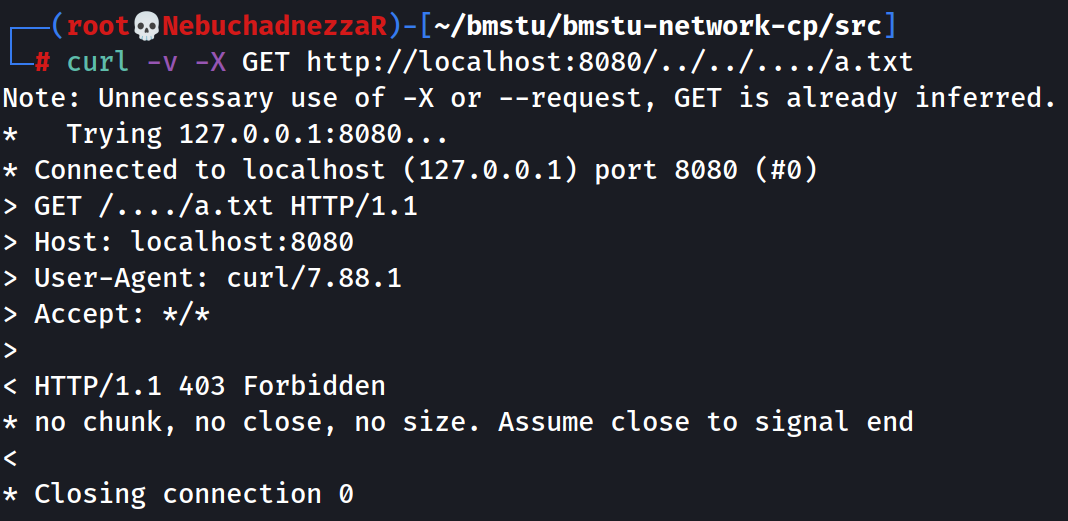 ┌──(root💀NebuchadnezzaR)-[~/bmstu/bmstu-network-cp/src]
└─# curl -v -X GET http://localhost:8080/../../..../a.txt
Note: Unnecessary use of -X or --request, GET is already inferred.
*   Trying 127.0.0.1:8080...
* Connected to localhost (127.0.0.1) port 8080 (#0)
> GET /..../a.txt HTTP/1.1
> Host: localhost:8080
> User-Agent: curl/7.88.1
> Accept: */*
>
< HTTP/1.1 403 Forbidden
* no chunk, no close, no size. Assume close to signal end
<
* Closing connection 0